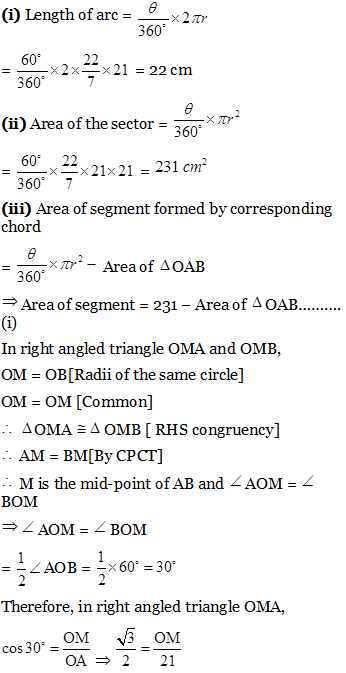 (i) Length of arc = θ/360° × 2πr
= 60°/360° × 2 × 22/7 × 21 = 22 cm
(ii) Area of the sector = θ/360° × πr²
= 60°/360° × 22/7 × 21 × 21 = 231 cm²
(iii) Area of segment formed by corresponding
chord
= θ/360° × πr² − Area of ΔOAB
⇒ Area of segment = 231 – Area of ΔOAB..........
(i)
In right angled triangle OMA and OMB,
OM = OB[Radii of the same circle]
OM = OM [Common]
∴ ΔOMA ≅ Δ OMB [ RHS congruency]
∴ AM = BM[By CPCT]
∴ M is the mid-point of AB and ∠AOM = ∠
BOM
⇒ ∠AOM = ∠BOM
= 1/2 ∠AOB = 1/2 × 60° = 30°
Therefore, in right angled triangle OMA,
cos30° = OM/OA ⇒ √3/2 = OM/21